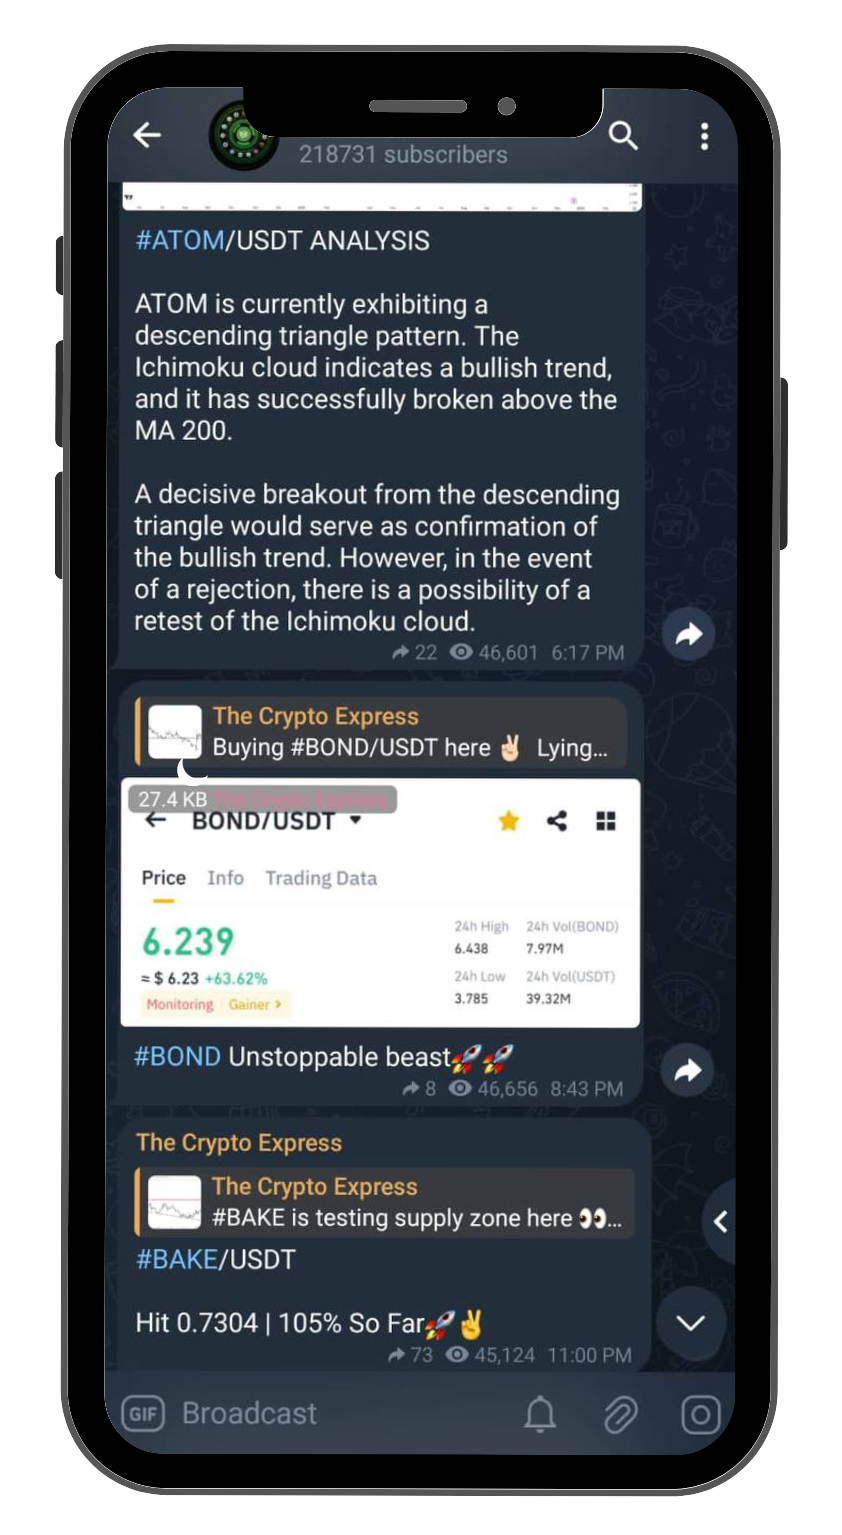 218731 subscribers
#ATOM/USDT ANALYSIS
ATOM is currently exhibiting a
descending triangle pattern. The
Ichimoku cloud indicates a bullish trend,
and it has successfully broken above the
MA 200.
A decisive breakout from the descending
triangle would serve as confirmation of
the bullish trend. However, in the event
of a rejection, there is a possibility of a
retest of the Ichimoku cloud.
22 46,601 6:17 PM
The Crypto Express
Buying #BOND/USDT here ✌🏻 Lying...
27.4 KB The Crypto Express
BOND/USDT
Price Info Trading Data
6.239
≈ $ 6.23 +63.62%
Monitoring Gainer >
24h High 24h Vol(BOND)
6.438 7.97M
24h Low 24h Vol(USDT)
3.785 39.32M
#BOND Unstoppable beast🚀🚀
8 46,656 8:43 PM
The Crypto Express
The Crypto Express
#BAKE is testing supply zone here 👀...
#BAKE/USDT
Hit 0.7304 | 105% So Far🚀✌️
73 45,124 11:00 PM
GIF Broadcast